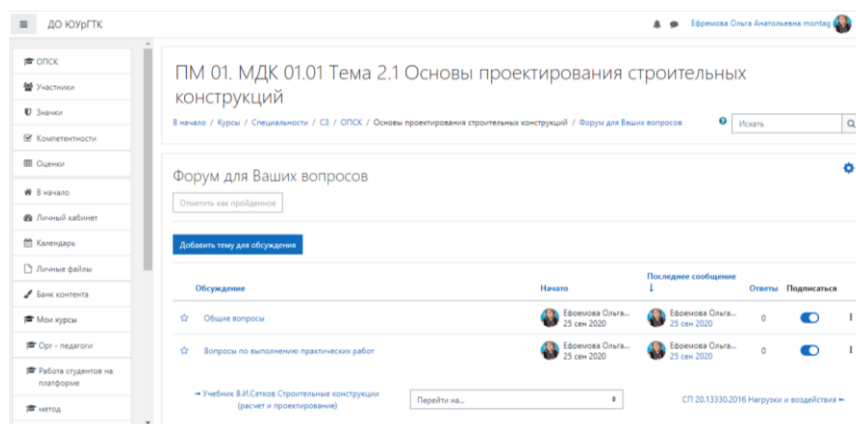 ДО ЮУрГТК
Ефремова Ольга Анатольевна montag
ОПСК
Участники
Значки
Компетентности
Оценки
В начало
Личный кабинет
Календарь
Личные файлы
Банк контента
Мои курсы
Орг - педагоги
Работа студентов на
платформе
метод
ПМ 01. МДК 01.01 Тема 2.1 Основы проектирования строительных
конструкций
В начало / Курсы / Специальности / СЗ / ОПСК / Основы проектирования строительных конструкций / Форум для Ваших вопросов
Искать
Форум для Ваших вопросов
Отметить как пройденное
Добавить тему для обсуждения
Обсуждение Начато Последнее сообщение ↓ Ответы Подписаться
Общие вопросы Ефремова Ольга... Ефремова Ольга... 0
25 сен 2020 25 сен 2020
Вопросы по выполнению практических работ Ефремова Ольга... Ефремова Ольга... 0
25 сен 2020 25 сен 2020
Учебник В.И.Сетков Строительные конструкции
(расчет и проектирование)
Перейти на...
СП 20.13330.2016 Нагрузки и воздействия